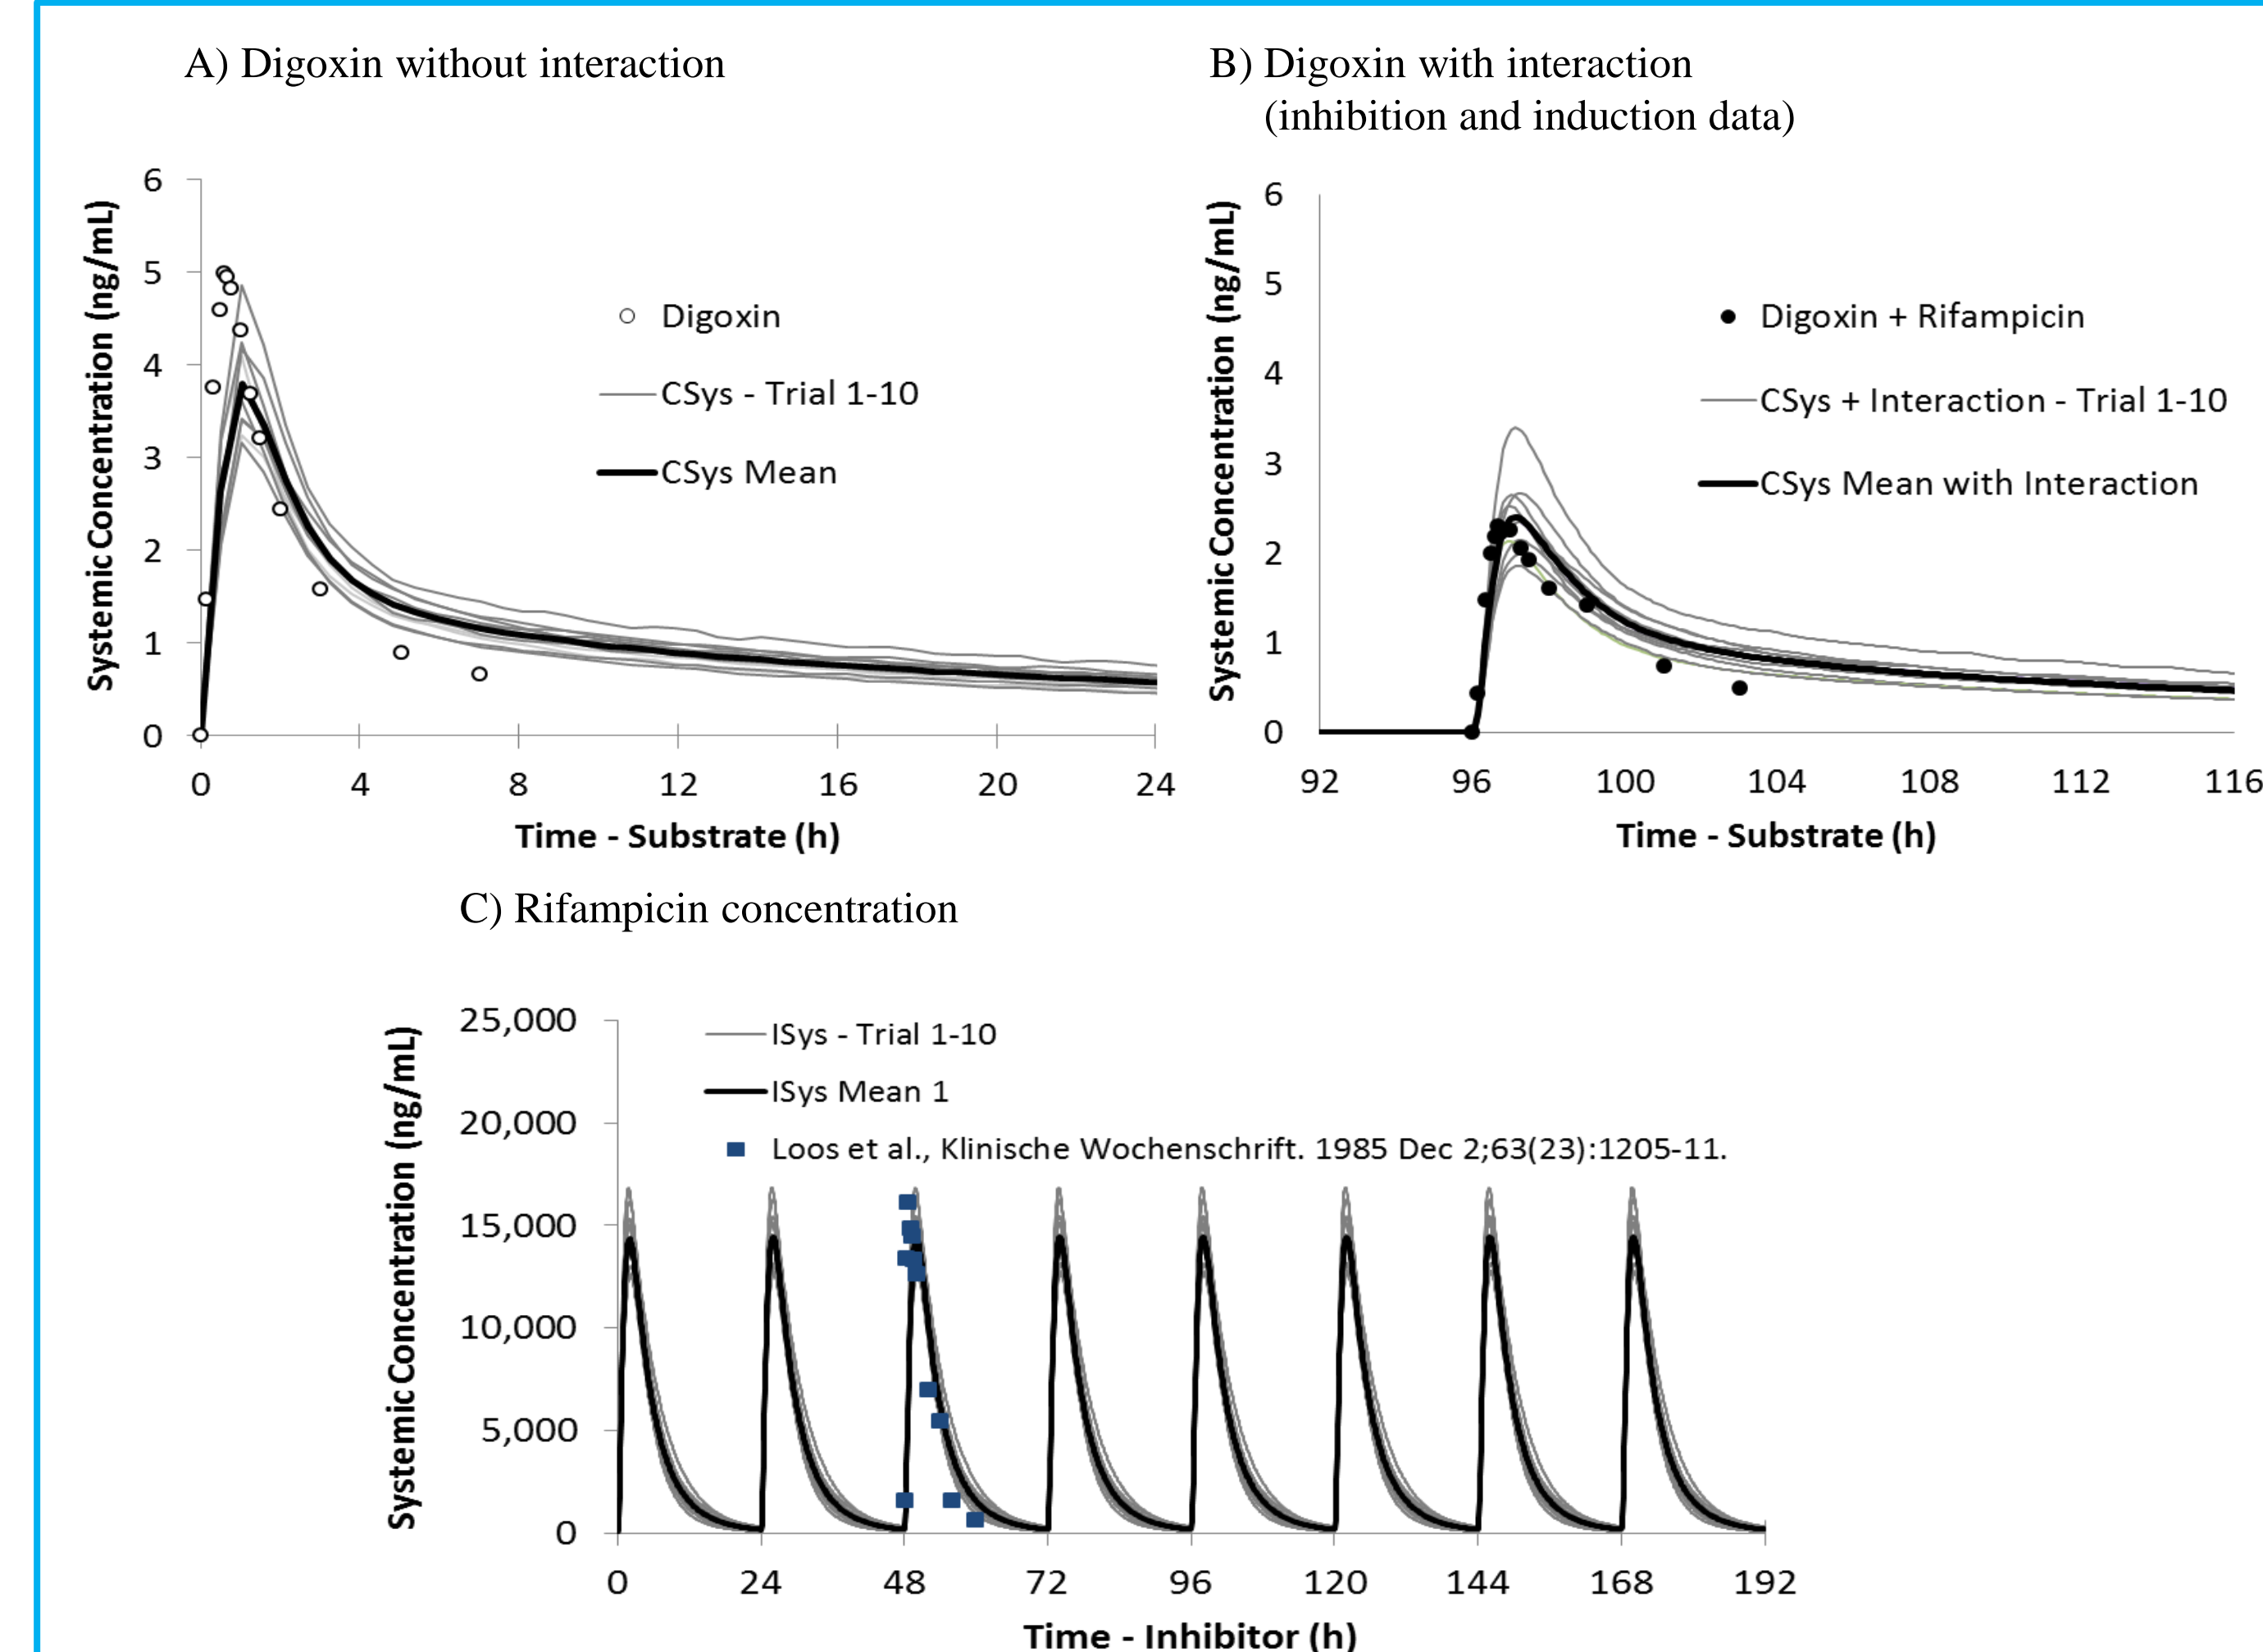 A) Digoxin without interaction
B) Digoxin with interaction
(inhibition and induction data)
Systemic Concentration (ng/mL)
6
5
4
3
2
1
0
Digoxin
CSys - Trial 1-10
CSys Mean
0 4 8 12 16 20 24
Time - Substrate (h)
Systemic Concentration (ng/mL)
6
5
4
3
2
1
0
Digoxin + Rifampicin
CSys + Interaction - Trial 1-10
CSys Mean with Interaction
92 96 100 104 108 112 116
Time - Substrate (h)
C) Rifampicin concentration
Systemic Concentration (ng/mL)
25,000
20,000
15,000
10,000
5,000
0
ISys - Trial 1-10
ISys Mean 1
Loos et al., Klinische Wochenschrift. 1985 Dec 2;63(23):1205-11.
0 24 48 72 96 120 144 168 192
Time - Inhibitor (h)